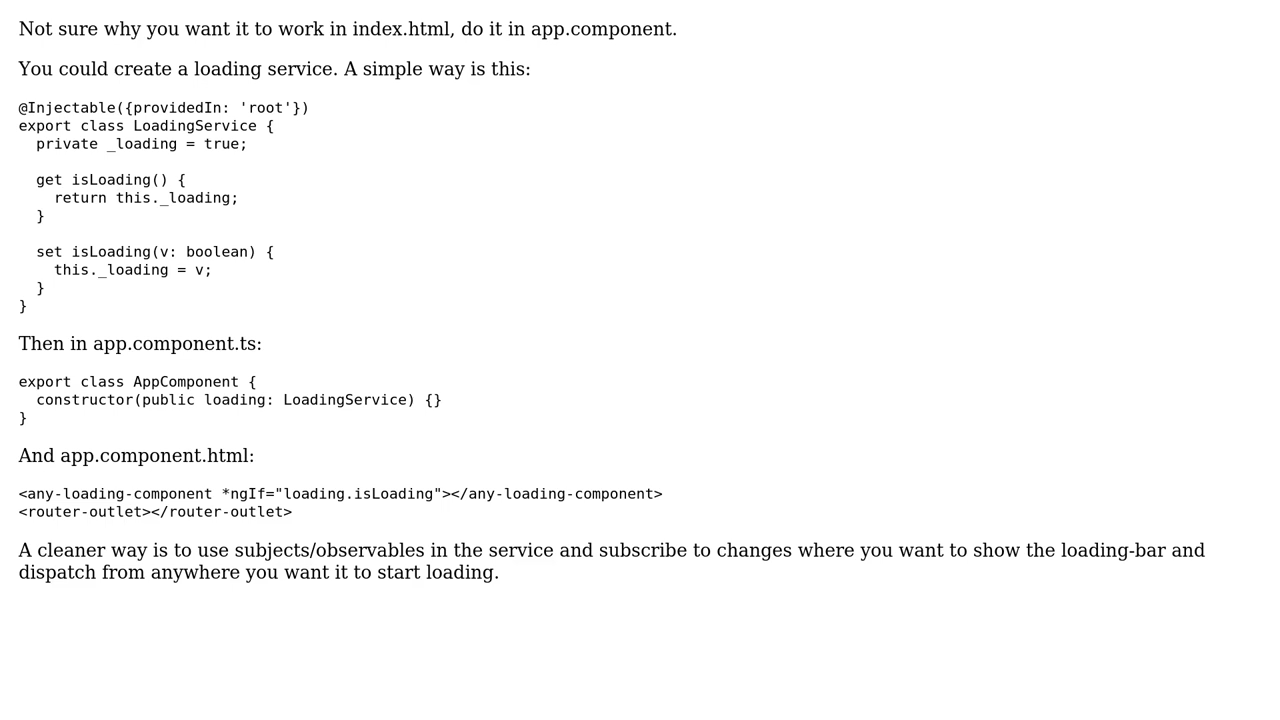 Not sure why you want it to work in index.html, do it in app.component.
You could create a loading service. A simple way is this:
@Injectable({providedIn: 'root'})
export class LoadingService {
  private _loading = true;

  get isLoading() {
    return this._loading;
  }

  set isLoading(v: boolean) {
    this._loading = v;
  }
}
Then in app.component.ts:
export class AppComponent {
  constructor(public loading: LoadingService) {}
}
And app.component.html:
<any-loading-component *ngIf="loading.isLoading"></any-loading-component>
<router-outlet></router-outlet>
A cleaner way is to use subjects/observables in the service and subscribe to changes where you want to show the loading-bar and
dispatch from anywhere you want it to start loading.